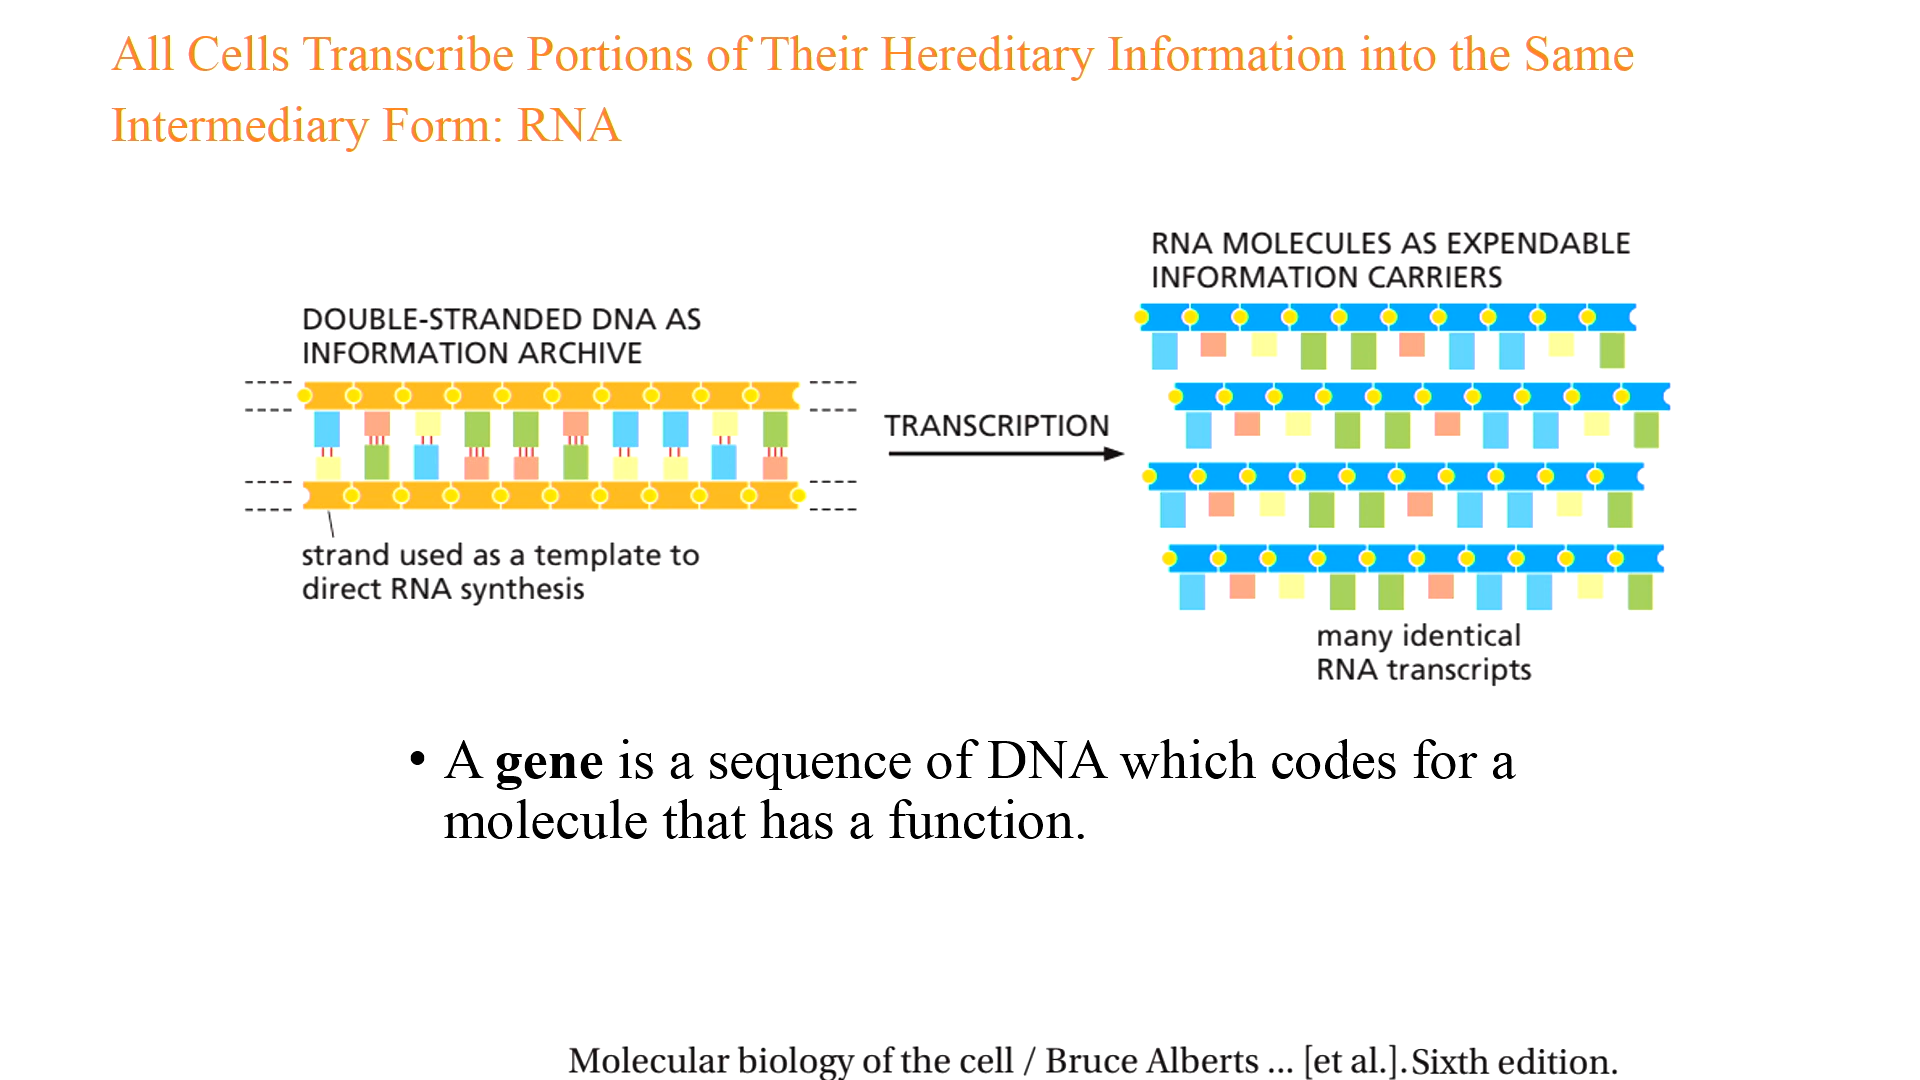 All Cells Transcribe Portions of Their Hereditary Information into the Same
Intermediary Form: RNA
DOUBLE-STRANDED DNA AS
INFORMATION ARCHIVE
strand used as a template to
direct RNA synthesis
TRANSCRIPTION
RNA MOLECULES AS EXPENDABLE
INFORMATION CARRIERS
many identical
RNA transcripts
• A gene is a sequence of DNA which codes for a
molecule that has a function.
Molecular biology of the cell / Bruce Alberts ... [et al.]. Sixth edition.